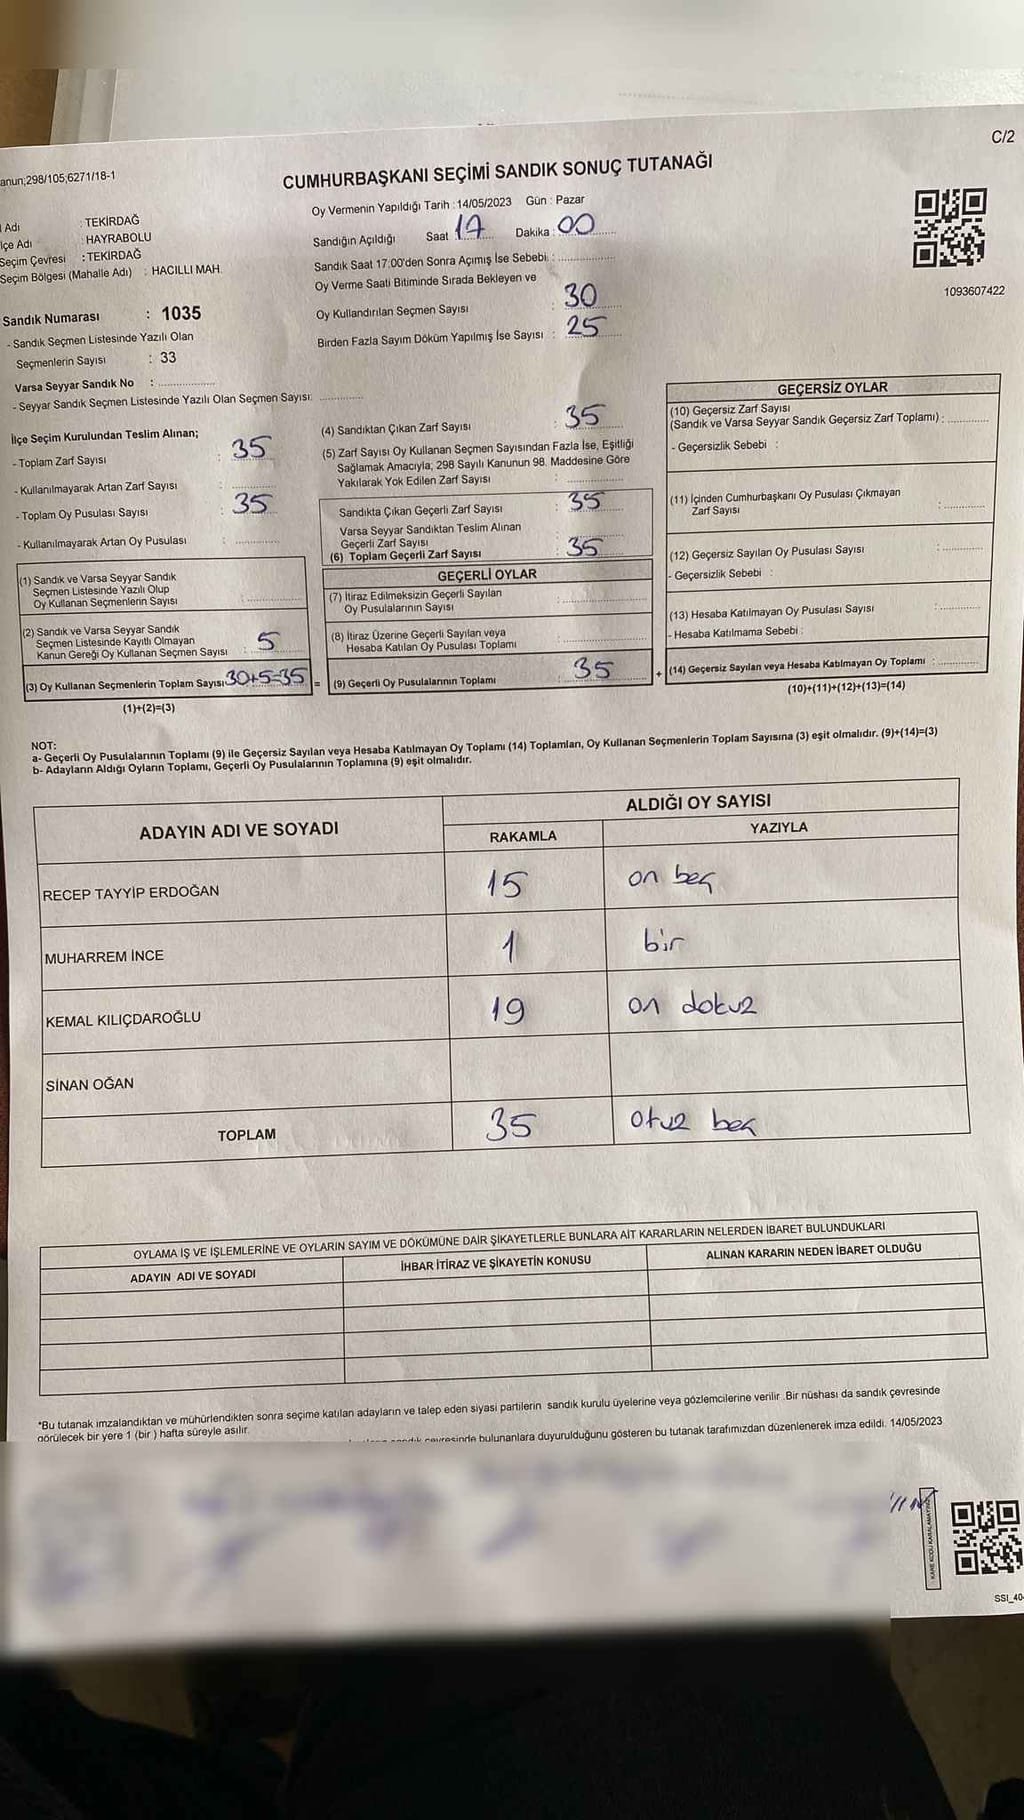 C/2
anun;298/105;6271/18-1
CUMHURBAŞKANI SEÇİMİ SANDIK SONUÇ TUTANAĞI
1093607422
Adı : TEKİRDAĞ
lçe Adı : HAYRABOLU
Seçim Çevresi : TEKİRDAĞ
Seçim Bölgesi (Mahalle Adı) : HACILLI MAH.
Sandık Numarası : 1035
- Sandık Seçmen Listesinde Yazılı Olan
Seçmenlerin Sayısı : 33
Varsa Seyyar Sandık No :
- Seyyar Sandık Seçmen Listesinde Yazılı Olan Seçmen Sayısı:
Oy Vermenin Yapıldığı Tarih : 14/05/2023 Gün : Pazar
Sandığın Açıldığı Saat 17 Dakika : 00
Sandık Saat 17:00'den Sonra Açımış İse Sebebi :
Oy Verme Saati Bitiminde Sırada Bekleyen ve
Oy Kullandırılan Seçmen Sayısı : 30
Birden Fazla Sayım Döküm Yapılmış İse Sayısı : 25
İlçe Seçim Kurulundan Teslim Alınan;
- Toplam Zarf Sayısı : 35
- Kullanılmayarak Artan Zarf Sayısı :
- Toplam Oy Pusulası Sayısı : 35
- Kullanılmayarak Artan Oy Pusulası :
(1) Sandık ve Varsa Seyyar Sandık
Seçmen Listesinde Yazılı Olup
Oy Kullanan Seçmenlerin Sayısı :
(2) Sandık ve Varsa Seyyar Sandık
Seçmen Listesinde Kayıtlı Olmayan
Kanun Gereği Oy Kullanan Seçmen Sayısı : 5
(3) Oy Kullanan Seçmenlerin Toplam Sayısı 30+5=35 =
(1)+(2)=(3)
(4) Sandıktan Çıkan Zarf Sayısı : 35
(5) Zarf Sayısı Oy Kullanan Seçmen Sayısından Fazla İse, Eşitliği
Sağlamak Amacıyla; 298 Sayılı Kanunun 98. Maddesine Göre
Yakılarak Yok Edilen Zarf Sayısı :
Sandıkta Çıkan Geçerli Zarf Sayısı : 35
Varsa Seyyar Sandıktan Teslim Alınan
Geçerli Zarf Sayısı
(6) Toplam Geçerli Zarf Sayısı : 35
GEÇERLİ OYLAR
(7) İtiraz Edilmeksizin Geçerli Sayılan
Oy Pusulalarının Sayısı :
(8) İtiraz Üzerine Geçerli Sayılan veya
Hesaba Katılan Oy Pusulası Toplamı :
(9) Geçerli Oy Pusulalarının Toplamı : 35 +
GEÇERSİZ OYLAR
(10) Geçersiz Zarf Sayısı
(Sandık ve Varsa Seyyar Sandık Geçersiz Zarf Toplamı) :
- Geçersizlik Sebebi :
(11) İçinden Cumhurbaşkanı Oy Pusulası Çıkmayan
Zarf Sayısı :
(12) Geçersiz Sayılan Oy Pusulası Sayısı :
- Geçersizlik Sebebi :
(13) Hesaba Katılmayan Oy Pusulası Sayısı :
- Hesaba Katılmama Sebebi :
(14) Geçersiz Sayılan veya Hesaba Katılmayan Oy Toplamı :
(10)+(11)+(12)+(13)=(14)
NOT:
a- Geçerli Oy Pusulalarının Toplamı (9) ile Geçersiz Sayılan veya Hesaba Katılmayan Oy Toplamı (14) Toplamları, Oy Kullanan Seçmenlerin Toplam Sayısına (3) eşit olmalıdır. (9)+(14)=(3)
b- Adayların Aldığı Oyların Toplamı, Geçerli Oy Pusulalarının Toplamına (9) eşit olmalıdır.
ADAYIN ADI VE SOYADI
ALDIĞI OY SAYISI
RAKAMLA YAZIYLA
RECEP TAYYİP ERDOĞAN 15 on beş
MUHARREM İNCE 1 bir
KEMAL KILIÇDAROĞLU 19 on dokuz
SİNAN OĞAN
TOPLAM 35 otuz beş
OYLAMA İŞ VE İŞLEMLERİNE VE OYLARIN SAYIM VE DÖKÜMÜNE DAİR ŞİKAYETLERLE BUNLARA AİT KARARLARIN NELERDEN İBARET BULUNDUKLARI
ADAYIN ADI VE SOYADI İHBAR İTİRAZ VE ŞİKAYETİN KONUSU ALINAN KARARIN NEDEN İBARET OLDUĞU
*Bu tutanak imzalandıktan ve mühürlendikten sonra seçime katılan adayların ve talep eden siyasi partilerin sandık kurulu üyelerine veya gözlemcilerine verilir .Bir nüshası da sandık çevresinde
görülecek bir yere 1 (bir ) hafta süreyle asılır.
bulunanlara duyurulduğunu gösteren bu tutanak tarafımızdan düzenlenerek imza edildi. 14/05/2023
KARE KODU KARALAMAYINIZ
SSI_40-